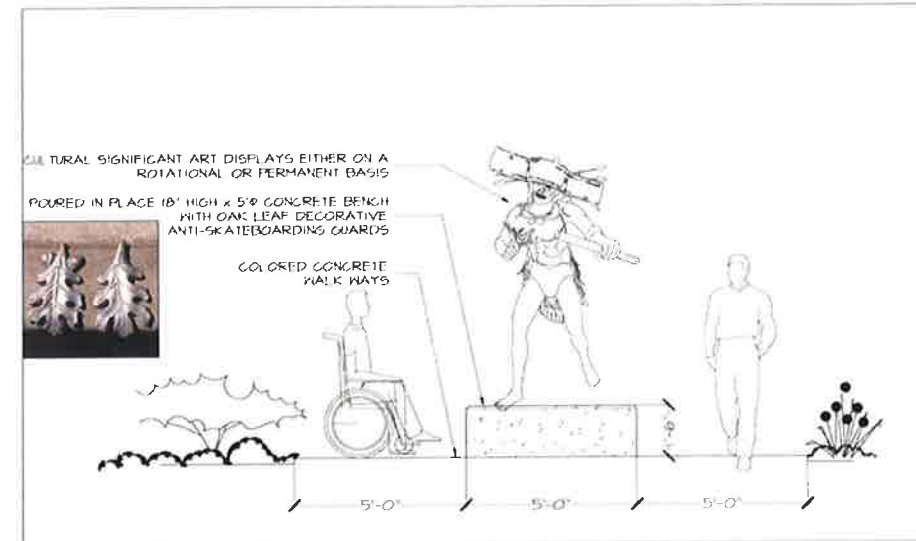 CULTURAL SIGNIFICANT ART DISPLAYS EITHER ON A
ROTATIONAL OR PERMANENT BASIS
POURED IN PLACE 18" HIGH x 5'Φ CONCRETE BENCH
WITH OAK LEAF DECORATIVE
ANTI-SKATEBOARDING GUARDS
COLORED CONCRETE
WALK WAYS
5'-0"
5'-0"
5'-0"